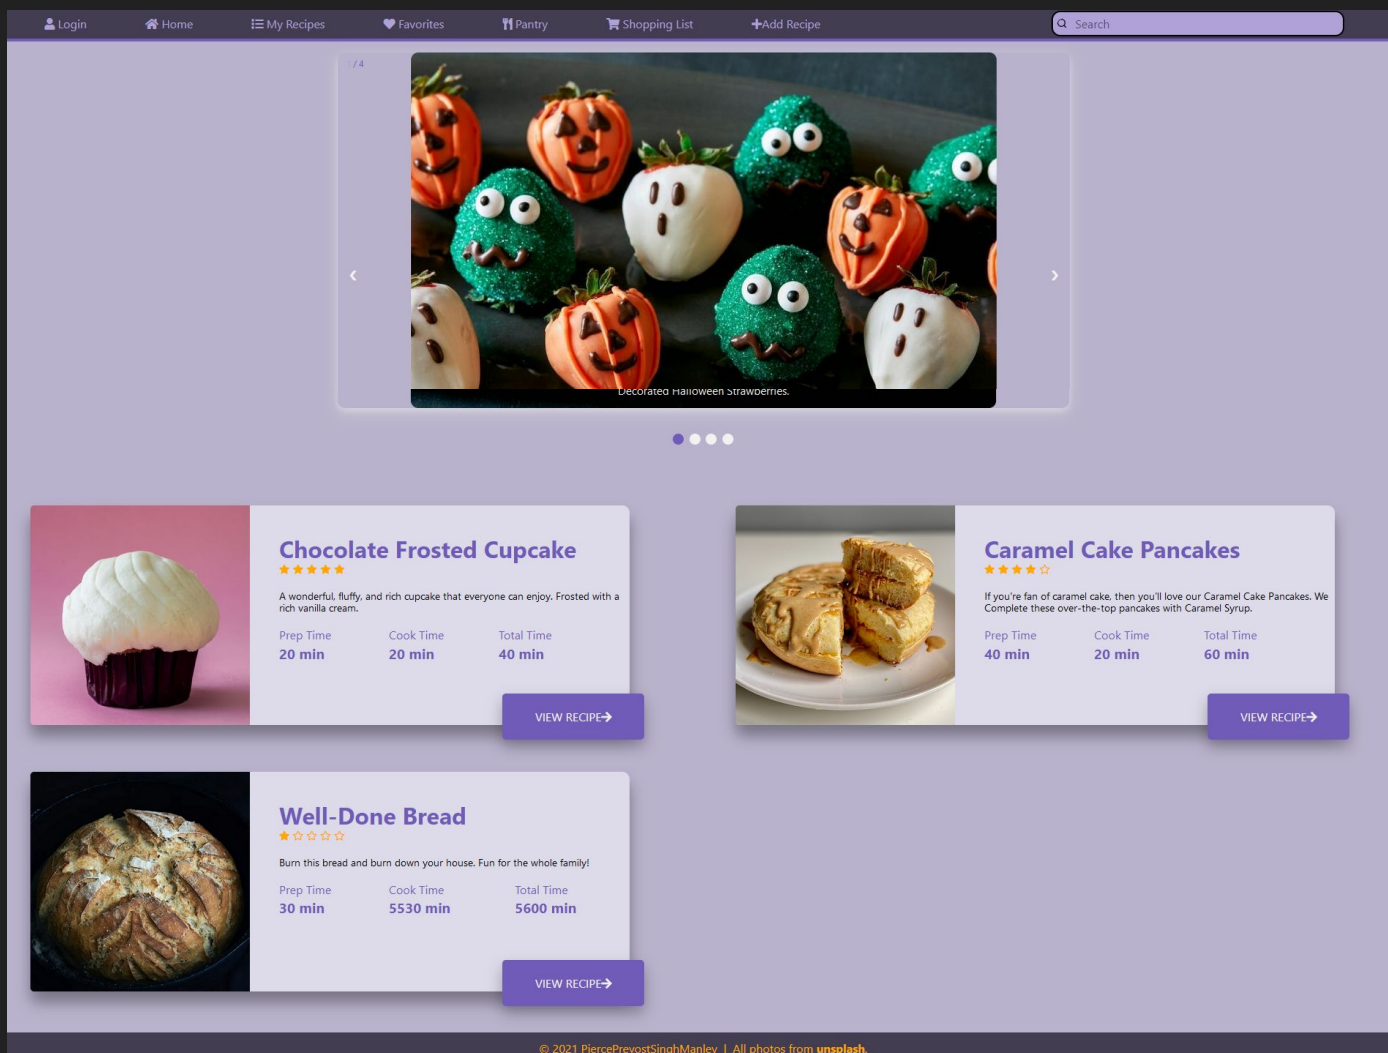 Login Home My Recipes Favorites Pantry Shopping List Add Recipe Search
/ 4
Decorated Halloween Strawberries.
Chocolate Frosted Cupcake
A wonderful, fluffy, and rich cupcake that everyone can enjoy. Frosted with a
rich vanilla cream.
Prep Time Cook Time Total Time
20 min 20 min 40 min
VIEW RECIPE
Caramel Cake Pancakes
If you're fan of caramel cake, then you'll love our Caramel Cake Pancakes. We
Complete these over-the-top pancakes with Caramel Syrup.
Prep Time Cook Time Total Time
40 min 20 min 60 min
VIEW RECIPE
Well-Done Bread
Burn this bread and burn down your house. Fun for the whole family!
Prep Time Cook Time Total Time
30 min 5530 min 5600 min
VIEW RECIPE
© 2021 PiercePrevostSinghManley | All photos from unsplash.